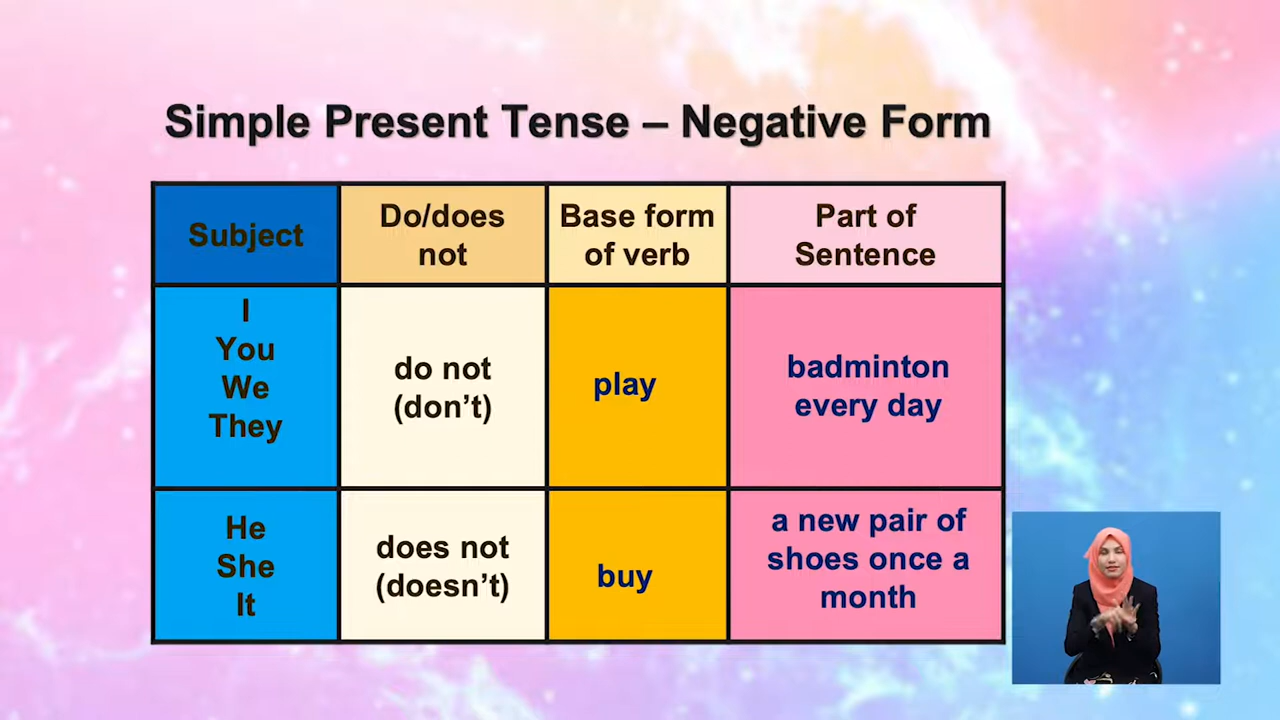 Simple Present Tense – Negative Form
Subject
Do/does
not
Base form
of verb
Part of
Sentence
I
You
We
They
do not
(don’t)
play
badminton
every day
He
She
It
does not
(doesn’t)
buy
a new pair of
shoes once a
month